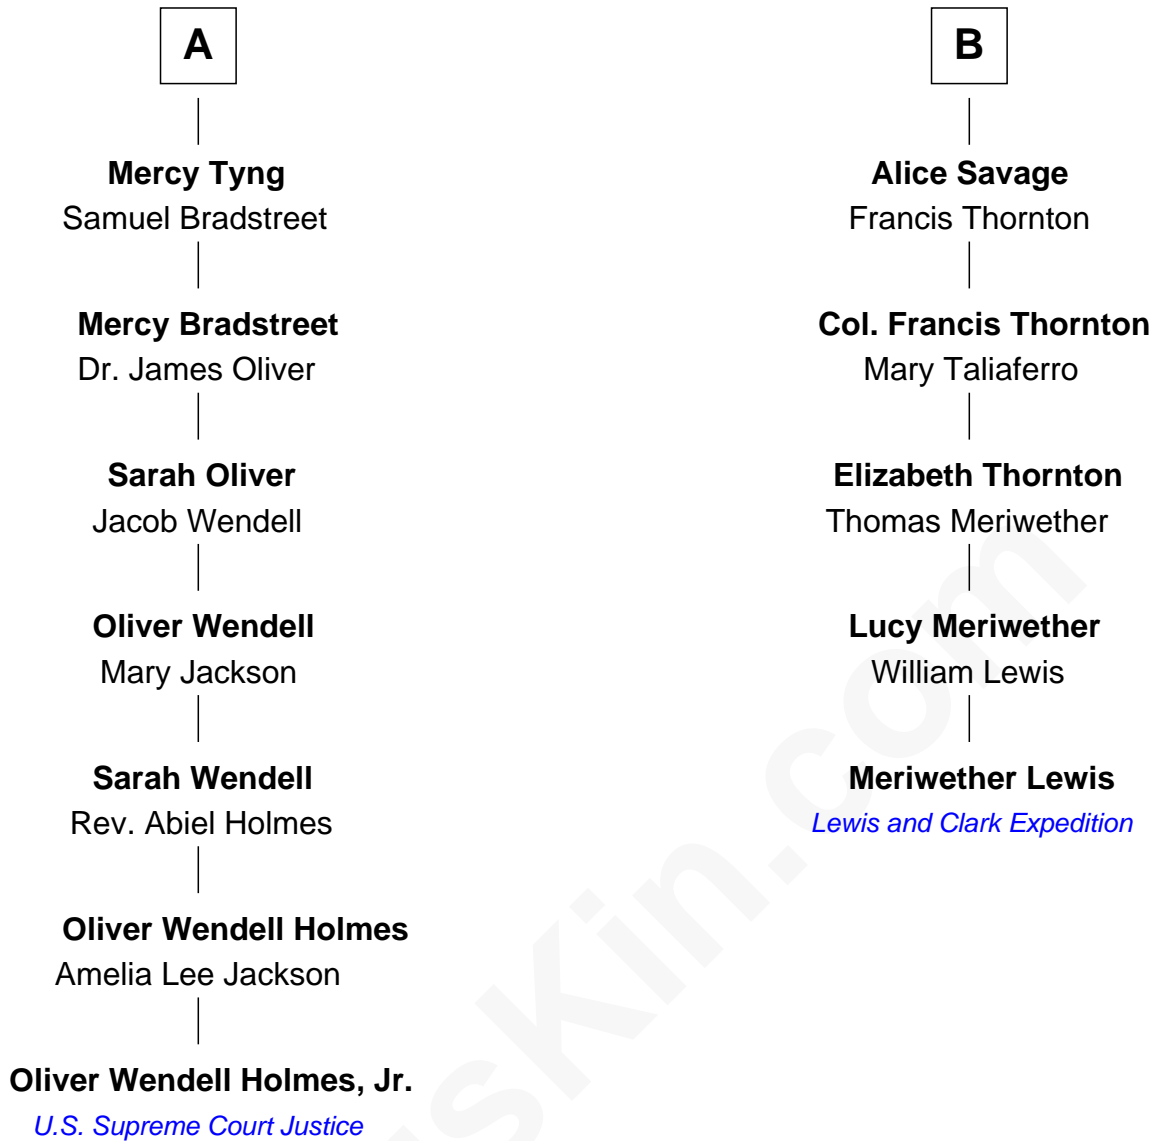 A
Mercy Tyng
Samuel Bradstreet
Mercy Bradstreet
Dr. James Oliver
Sarah Oliver
Jacob Wendell
Oliver Wendell
Mary Jackson
Sarah Wendell
Rev. Abiel Holmes
Oliver Wendell Holmes
Amelia Lee Jackson
Oliver Wendell Holmes, Jr.
U.S. Supreme Court Justice
B
Alice Savage
Francis Thornton
Col. Francis Thornton
Mary Taliaferro
Elizabeth Thornton
Thomas Meriwether
Lucy Meriwether
William Lewis
Meriwether Lewis
Lewis and Clark Expedition